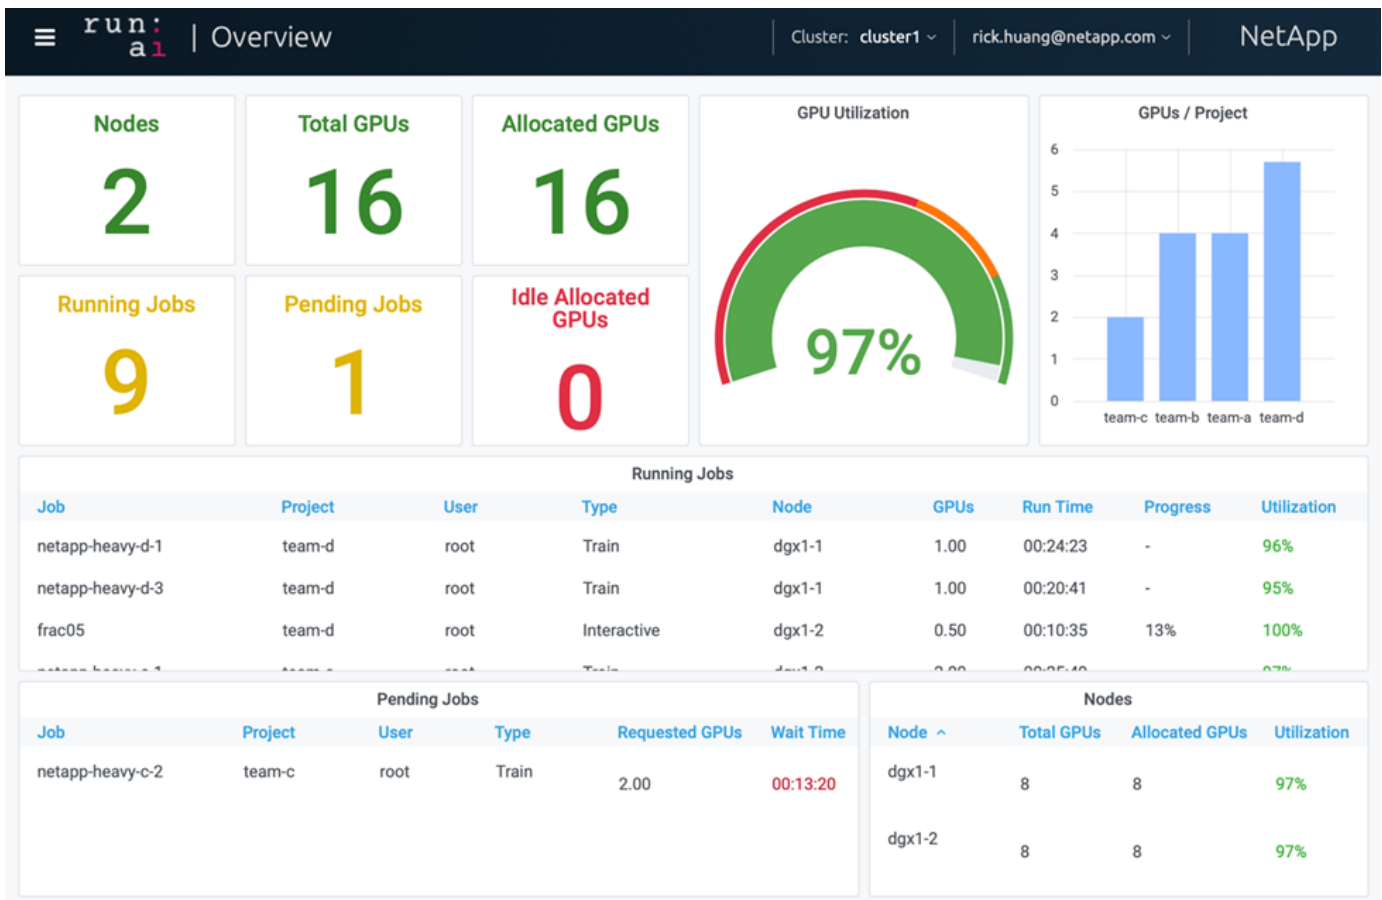 run:
ai | Overview
Cluster: cluster1
rick.huang@netapp.com
NetApp
Nodes
2
Total GPUs
16
Allocated GPUs
16
Running Jobs
9
Pending Jobs
1
Idle Allocated
GPUs
0
GPU Utilization
97%
GPUs / Project
6
5
4
3
2
1
0
team-c team-b team-a team-d
Running Jobs
Job Project User Type Node GPUs Run Time Progress Utilization
netapp-heavy-d-1 team-d root Train dgx1-1 1.00 00:24:23 - 96%
netapp-heavy-d-3 team-d root Train dgx1-1 1.00 00:20:41 - 95%
frac05 team-d root Interactive dgx1-2 0.50 00:10:35 13% 100%
Pending Jobs
Job Project User Type Requested GPUs Wait Time
netapp-heavy-c-2 team-c root Train 2.00 00:13:20
Nodes
Node Total GPUs Allocated GPUs Utilization
dgx1-1 8 8 97%
dgx1-2 8 8 97%